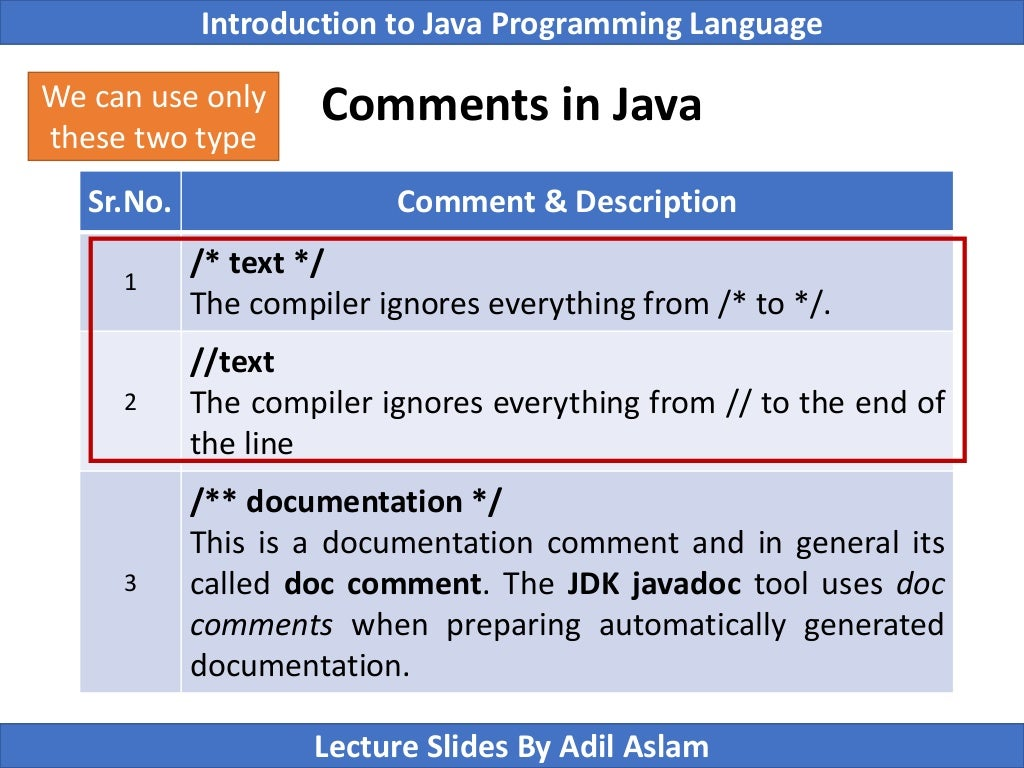 Introduction to Java Programming Language
We can use only
these two type
Comments in Java
Sr.No.
Comment & Description
1
/* text */
The compiler ignores everything from /* to */.
2
//text
The compiler ignores everything from // to the end of
the line
3
/** documentation */
This is a documentation comment and in general its
called doc comment. The JDK javadoc tool uses doc
comments when preparing automatically generated
documentation.
Lecture Slides By Adil Aslam